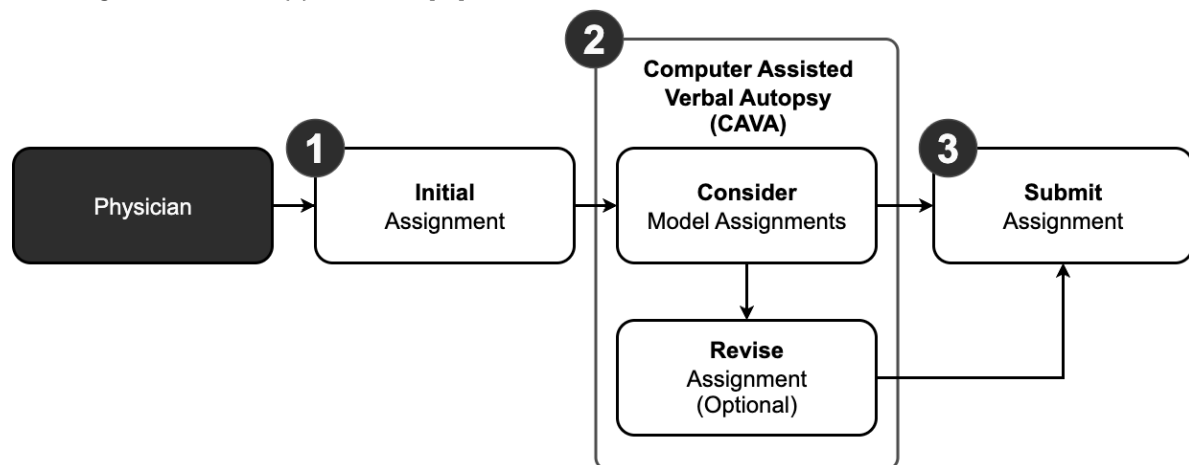 2
Computer Assisted
Verbal Autopsy
(CAVA)
1
3
Physician
Initial
Assignment
Consider
Model Assignments
Submit
Assignment
Revise
Assignment
(Optional)